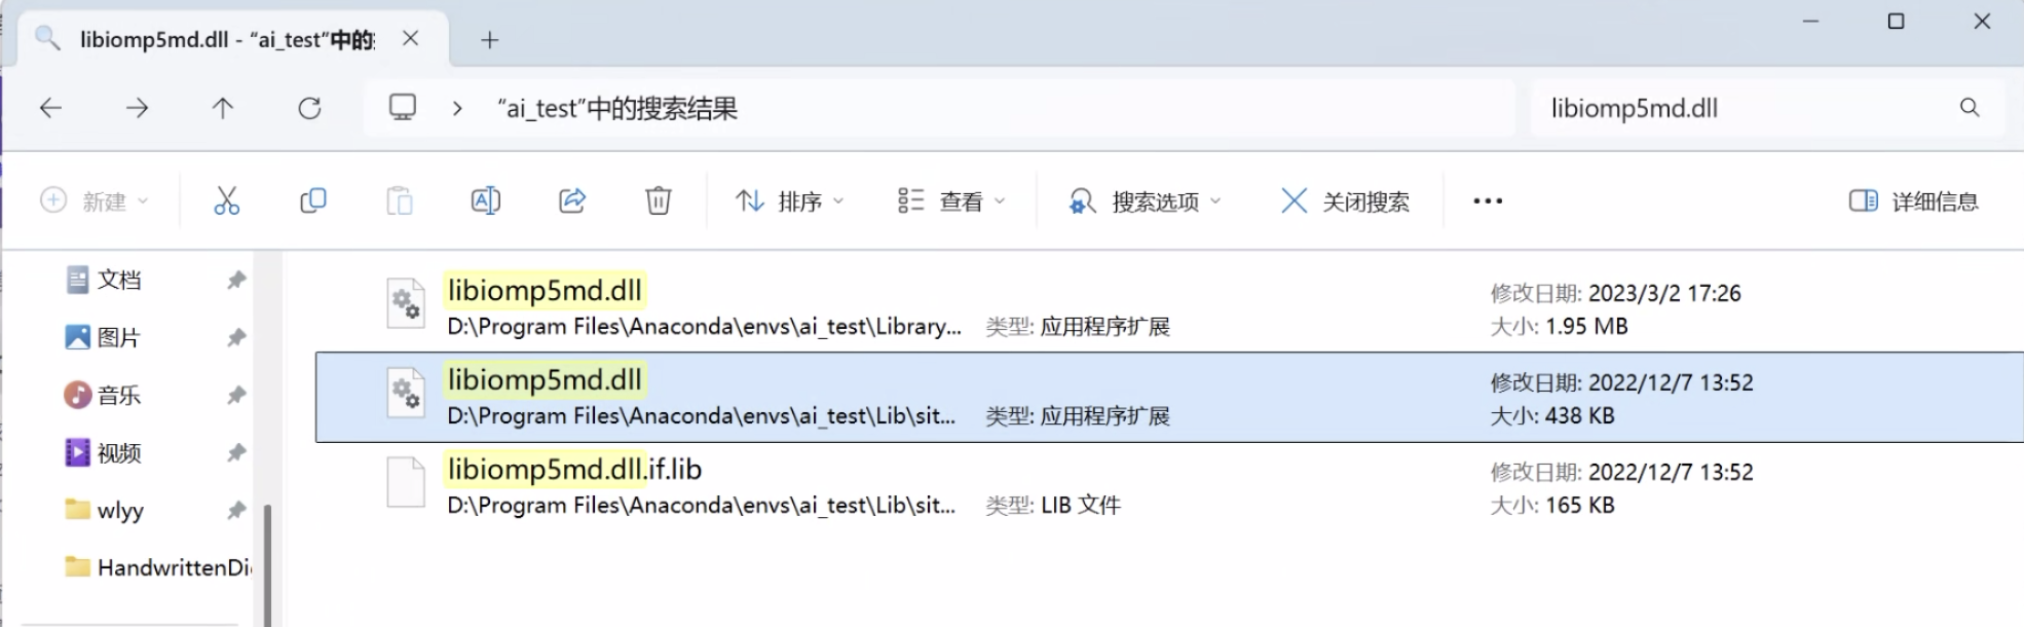 libiomp5md.dll - “ai_test”中的
“ai_test”中的搜索结果
libiomp5md.dll
新建
排序
查看
搜索选项
关闭搜索
详细信息
文档
图片
音乐
视频
wlyy
HandwrittenDi
libiomp5md.dll
修改日期: 2023/3/2 17:26
D:\Program Files\Anaconda\envs\ai_test\Library...
类型: 应用程序扩展
大小: 1.95 MB
libiomp5md.dll
修改日期: 2022/12/7 13:52
D:\Program Files\Anaconda\envs\ai_test\Lib\sit...
类型: 应用程序扩展
大小: 438 KB
libiomp5md.dll.if.lib
修改日期: 2022/12/7 13:52
D:\Program Files\Anaconda\envs\ai_test\Lib\sit...
类型: LIB 文件
大小: 165 KB